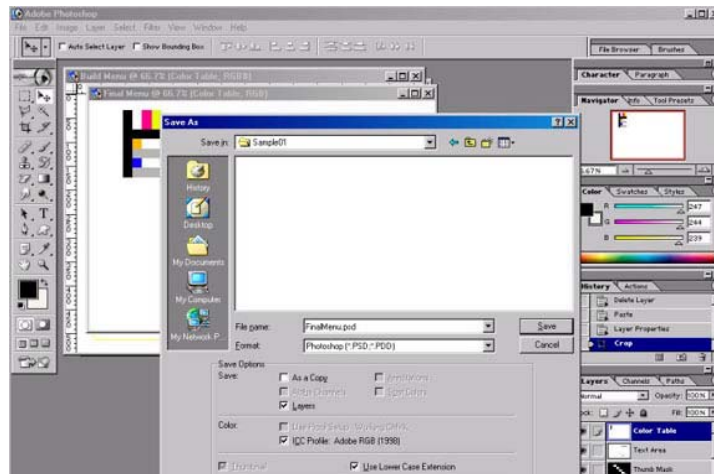 Adobe Photoshop
File Edit Image Layer Select Filter View Window Help
Auto Select Layer Show Bounding Box
File Browser Brushes
Build Menu @ 66.7% (Color Table, RGB/8)
Final Menu @ 66.7% (Color Table, RGB)
Character Paragraph
Navigator Info Tool Presets
Save As
Save in: Sample01
History
Desktop
My Documents
My Computer
My Network P...
File name: FinalMenu.psd Save
Format: Photoshop (*.PSD;*.PDD) Cancel
Save Options
Save: As a Copy Annotations
Alpha Channels Spot Colors
Layers
Color: Use Proof Setup: Working CMYK
ICC Profile: Adobe RGB (1998)
Thumbnail Use Lower Case Extension
Color Swatches Styles
R 247
G 244
B 239
History Actions
Delete Layer
Paste
Layer Properties
Crop
Layers Channels Paths
Normal Opacity: 100%
Fill: 100%
Color Table
Text Area
Thumb Mask